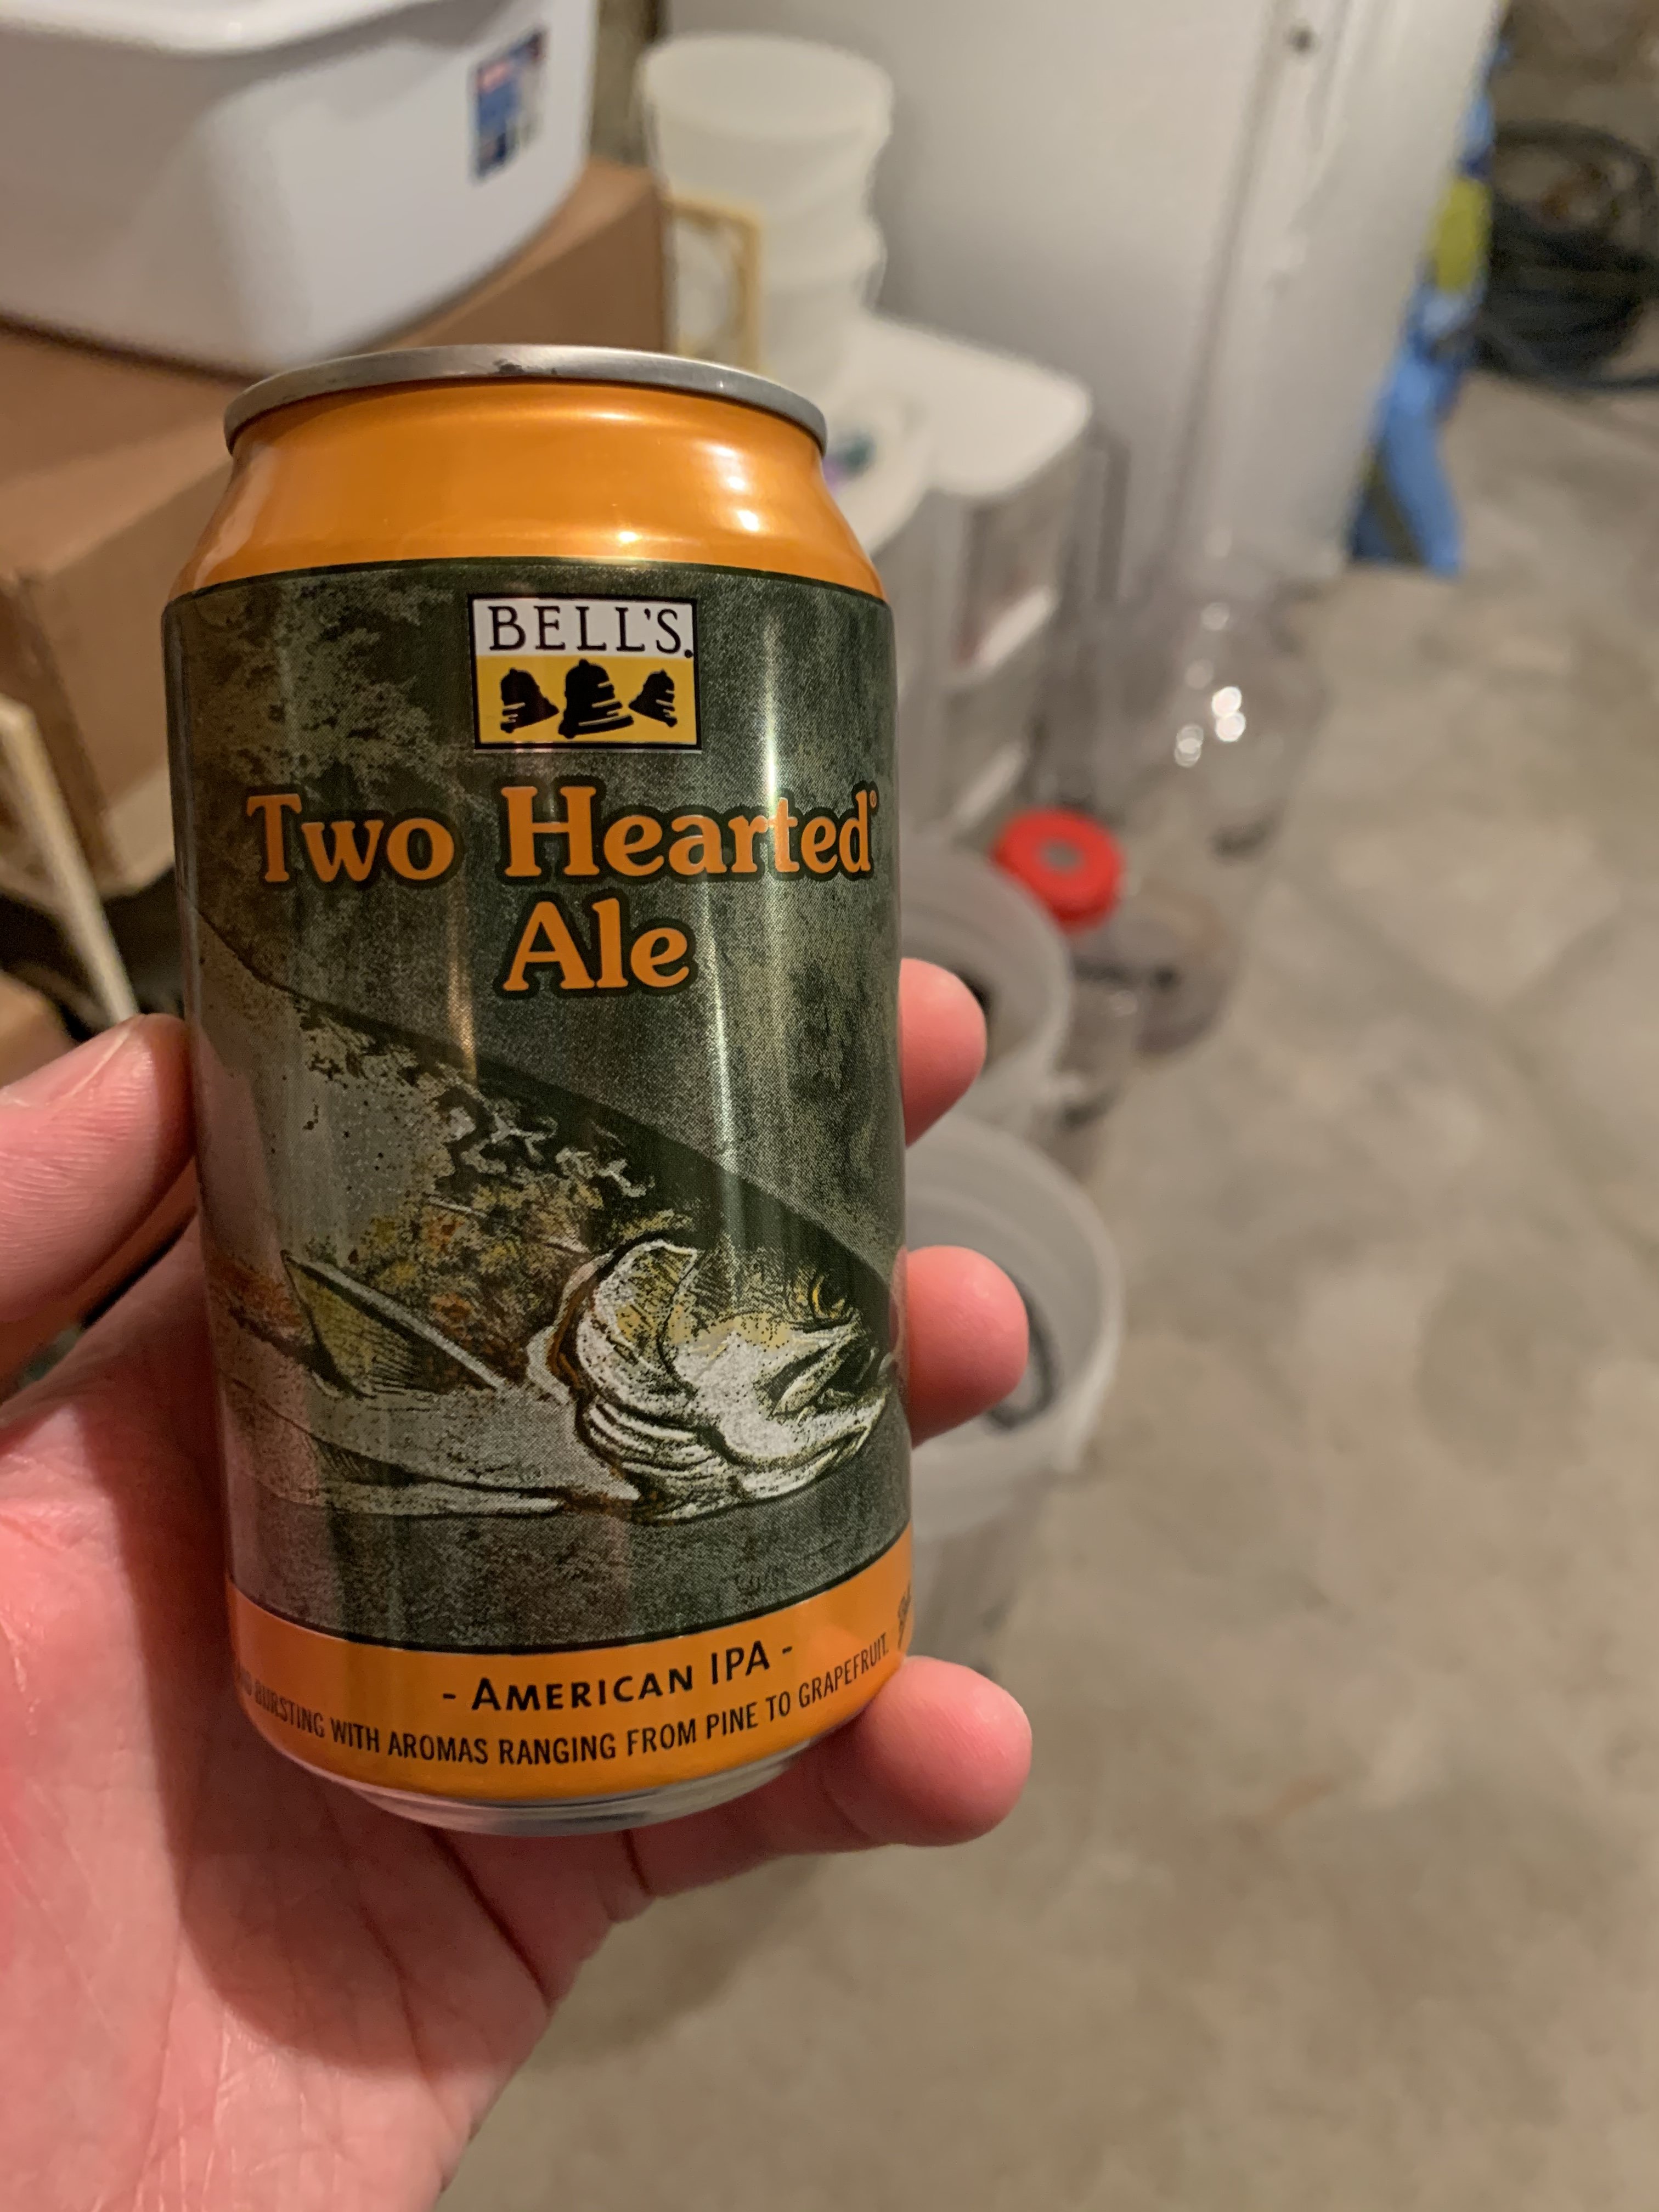 BELL'S
Two Hearted®
Ale
- AMERICAN IPA -
BURSTING WITH AROMAS RANGING FROM PINE TO GRAPEFRUIT.